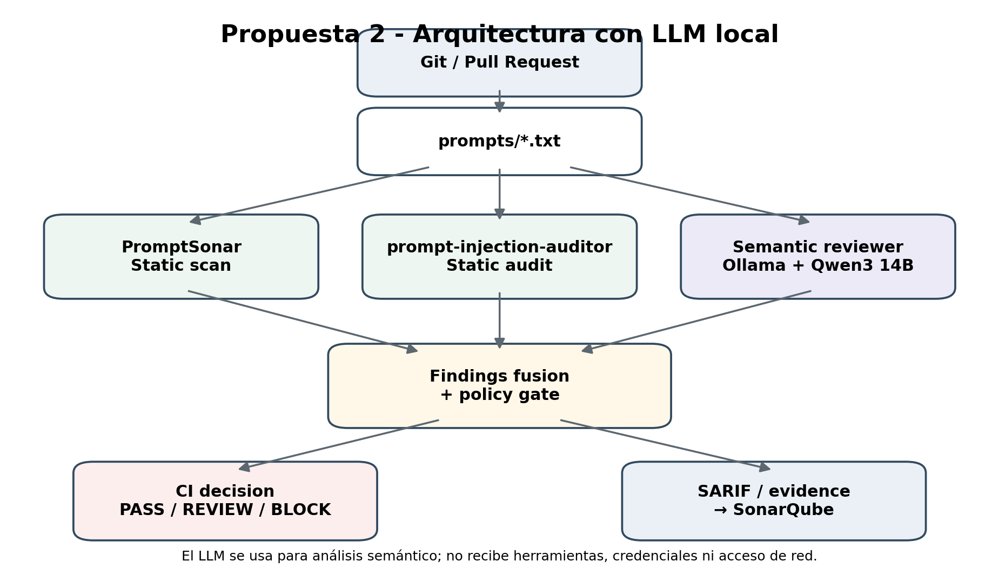 Propuesta 2 - Arquitectura con LLM local
Git / Pull Request
prompts/*.txt
PromptSonar
Static scan
prompt-injection-auditor
Static audit
Semantic reviewer
Ollama + Qwen3 14B
Findings fusion
+ policy gate
CI decision
PASS / REVIEW / BLOCK
SARIF / evidence
→ SonarQube
El LLM se usa para análisis semántico; no recibe herramientas, credenciales ni acceso de red.